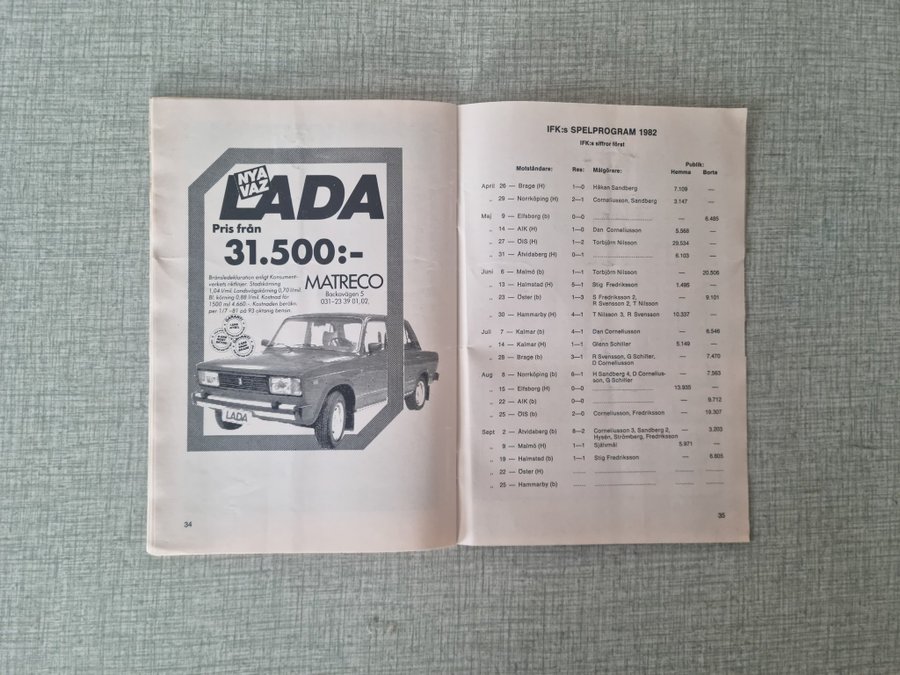 NYA
VAZ
LADA
Pris från
31.500:-
Bränsledeklaration enligt Konsument-
verkets riktlinjer. Stadskörning
1,04 l/mil. Landsvägskörning 0,70 l/mil.
Bl. körning 0,88 l/mil. Kostnad för
1500 mil 4.660.-. Kostnaden beräkn.
per 1/7 -81 på 93 oktanig bensin.
MATRECO
Backavägen 5
031-23 39 01, 02,
LADA
34
IFK:s SPELPROGRAM 1982
IFK:s siffror först
Publik:
Motståndare: Res: Målgörare: Hemma Borta
April 26 — Brage (H) 1—0 Håkan Sandberg 7.109 —
„ 29 — Norrköping (H) 2—1 Corneliusson, Sandberg 3.147 —
Maj 9 — Elfsborg (b) 0—0 — 6.485
„ 14 — AIK (H) 1—0 Dan Corneliusson 5.568 —
„ 27 — ÖIS (H) 1—2 Torbjörn Nilsson 29.534 —
„ 31 — Åtvidaberg (H) 0—1 6.103 —
Juni 6 — Malmö (b) 1—1 Torbjörn Nilsson — 20.506
„ 13 — Halmstad (H) 5—1 Stig Fredriksson 1.495 —
„ 23 — Öster (b) 1—3 S Fredriksson 2, — 9.101
R Svensson 2, T Nilsson
„ 30 — Hammarby (H) 4—1 T Nilsson 3, R Svensson 10.337 —
Juli 7 — Kalmar (b) 4—1 Dan Corneliusson — 6.546
„ 14 — Kalmar (H) 1—1 Glenn Schiller 5.149 —
„ 28 — Brage (b) 3—1 R Svensson, G Schiller, — 7.470
D Corneliusson
Aug 8 — Norrköping (b) 6—1 H Sandberg 4, D Cornelius- — 7.563
son, G Schiller
„ 15 — Elfsborg (H) 0—0 13.935 —
„ 22 — AIK (b) 0—0 — 9.712
„ 25 — ÖIS (b) 2—0 Corneliusson, Fredriksson — 19.307
Sept 2 — Åtvidaberg (b) 8—2 Corneliusson 3, Sandberg 2, — 3.203
Hysén, Strömberg, Fredriksson
„ 9 — Malmö (H) 1—1 Självmål 5.971 —
„ 19 — Halmstad (b) 1—1 Stig Fredriksson — 6.605
„ 22 — Öster (H)
„ 25 — Hammarby (b)
35